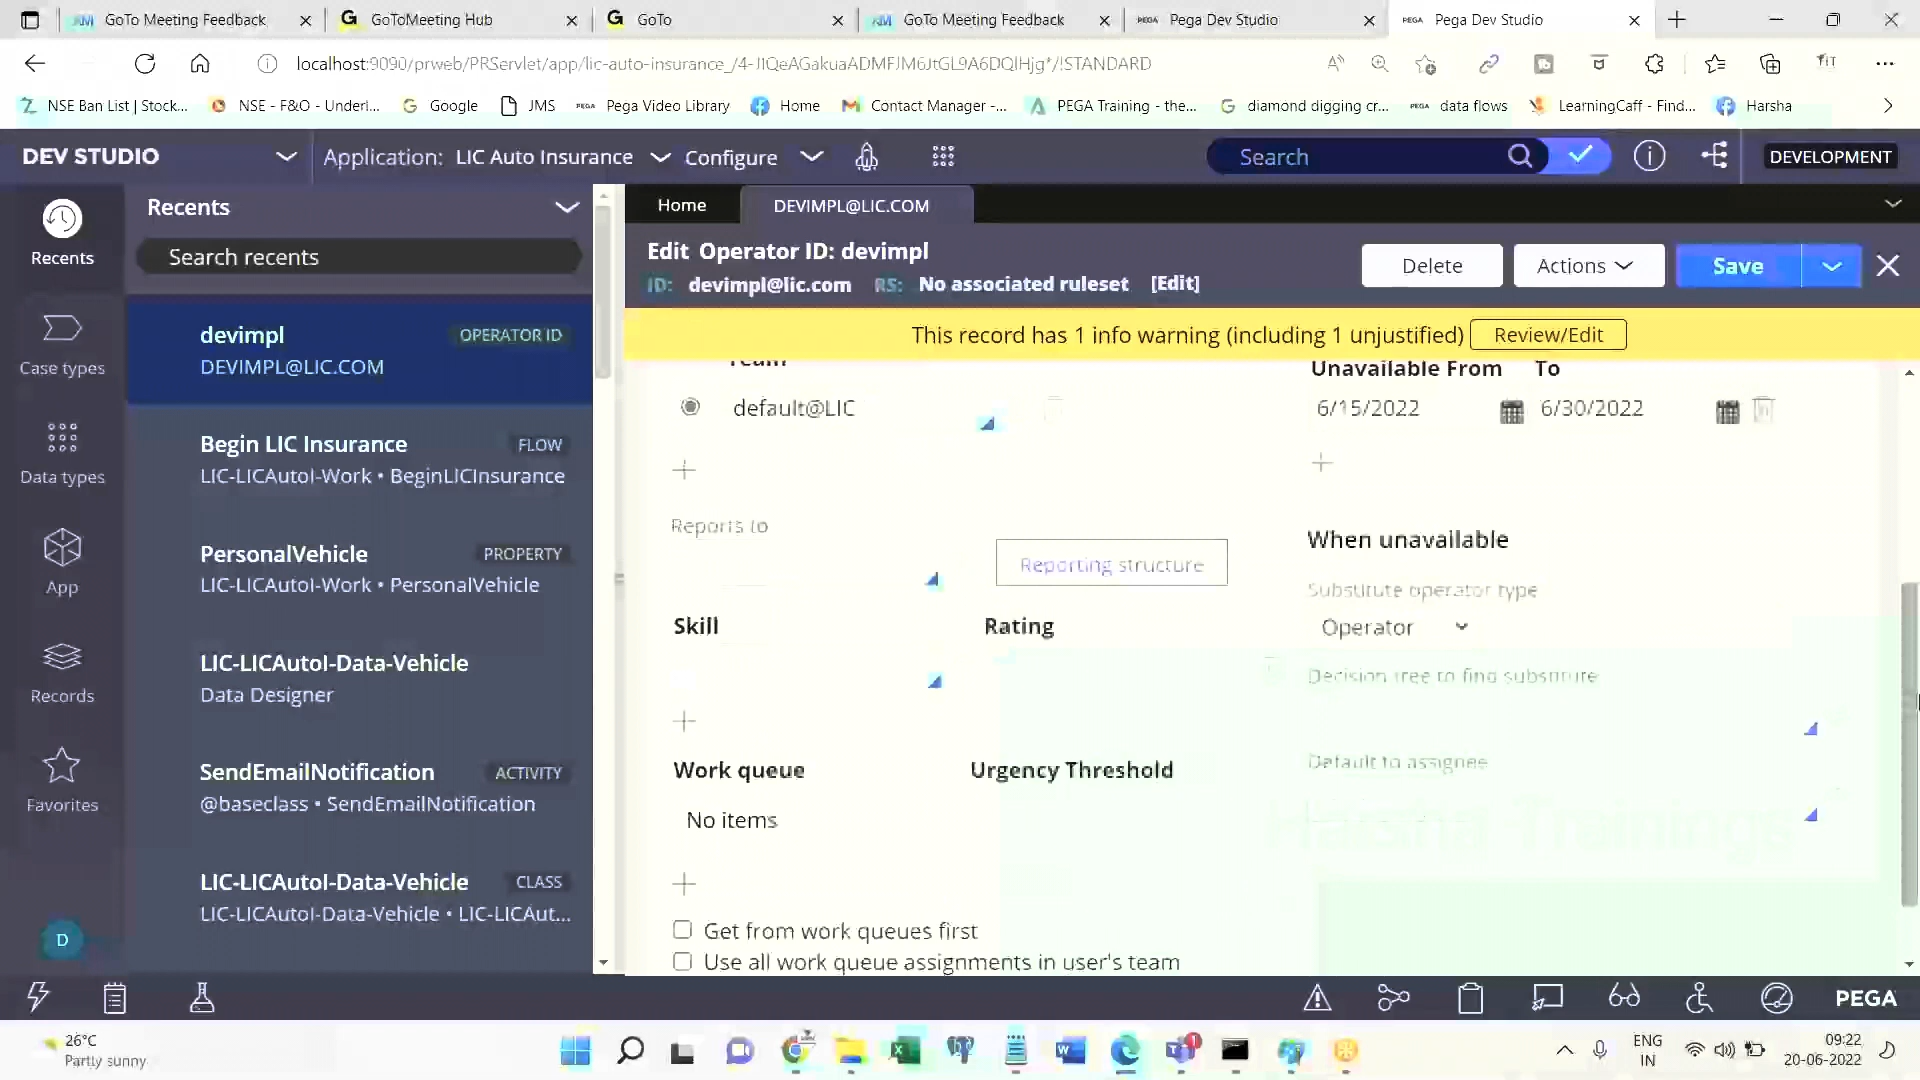 GoTo Meeting Feedback
GoToMeeting Hub
GoTo
GoTo Meeting Feedback
Pega Dev Studio
Pega Dev Studio
localhost:9090/prweb/PRServlet/app/lic-auto-insurance_/4-J1QeAGakuaADMFJM6JtGL9A6DQIHjg*/!STANDARD
NSE Ban List | Stock...
NSE - F&O - Underl...
Google
JMS
Pega Video Library
Home
Contact Manager -...
PEGA Training - the...
diamond digging cr...
data flows
LearningCaff - Find...
Harsha
DEV STUDIO
Application: LIC Auto Insurance
Configure
Search
DEVELOPMENT
Recents
Case types
Data types
App
Records
Favorites
D
Recents
Search recents
devimpl OPERATOR ID
DEVIMPL@LIC.COM
Begin LIC Insurance FLOW
LIC-LICAutoI-Work • BeginLICInsurance
PersonalVehicle PROPERTY
LIC-LICAutoI-Work • PersonalVehicle
LIC-LICAutoI-Data-Vehicle
Data Designer
SendEmailNotification ACTIVITY
@baseclass • SendEmailNotification
LIC-LICAutoI-Data-Vehicle CLASS
LIC-LICAutoI-Data-Vehicle • LIC-LICAut...
Home
DEVIMPL@LIC.COM
Edit Operator ID: devimpl
ID: devimpl@lic.com RS: No associated ruleset [Edit]
Delete
Actions
Save
This record has 1 info warning (including 1 unjustified) Review/Edit
Team
default@LIC
Unavailable From To
6/15/2022 6/30/2022
Reports to
Reporting structure
When unavailable
Substitute operator type
Operator
Skill Rating
Decision tree to find substitute
Default to assignee
Work queue Urgency Threshold
No items
Harsha Trainings
Get from work queues first
Use all work queue assignments in user's team
PEGA
26°C
Partly sunny
ENG
IN
09:22
20-06-2022